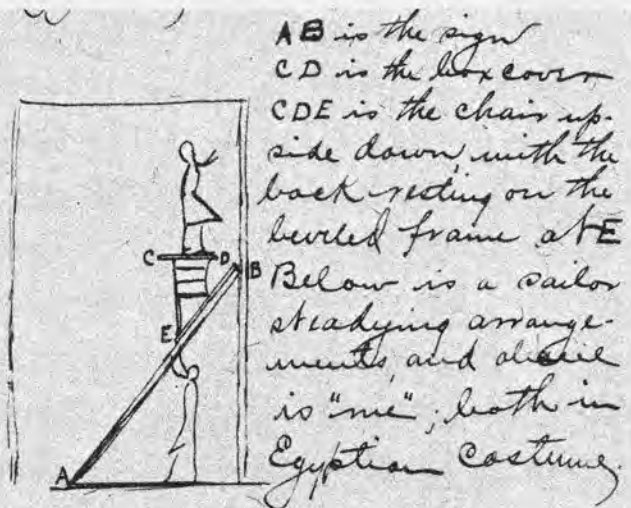 AB is the sign
CD is the box cover
CDE is the chair up-
side down, with the
back resting on the
beveled frame at E
Below is a sailor
steadying arrange-
ments, and above
is "me"; both in
Egyptian costume.
C D B
E
A